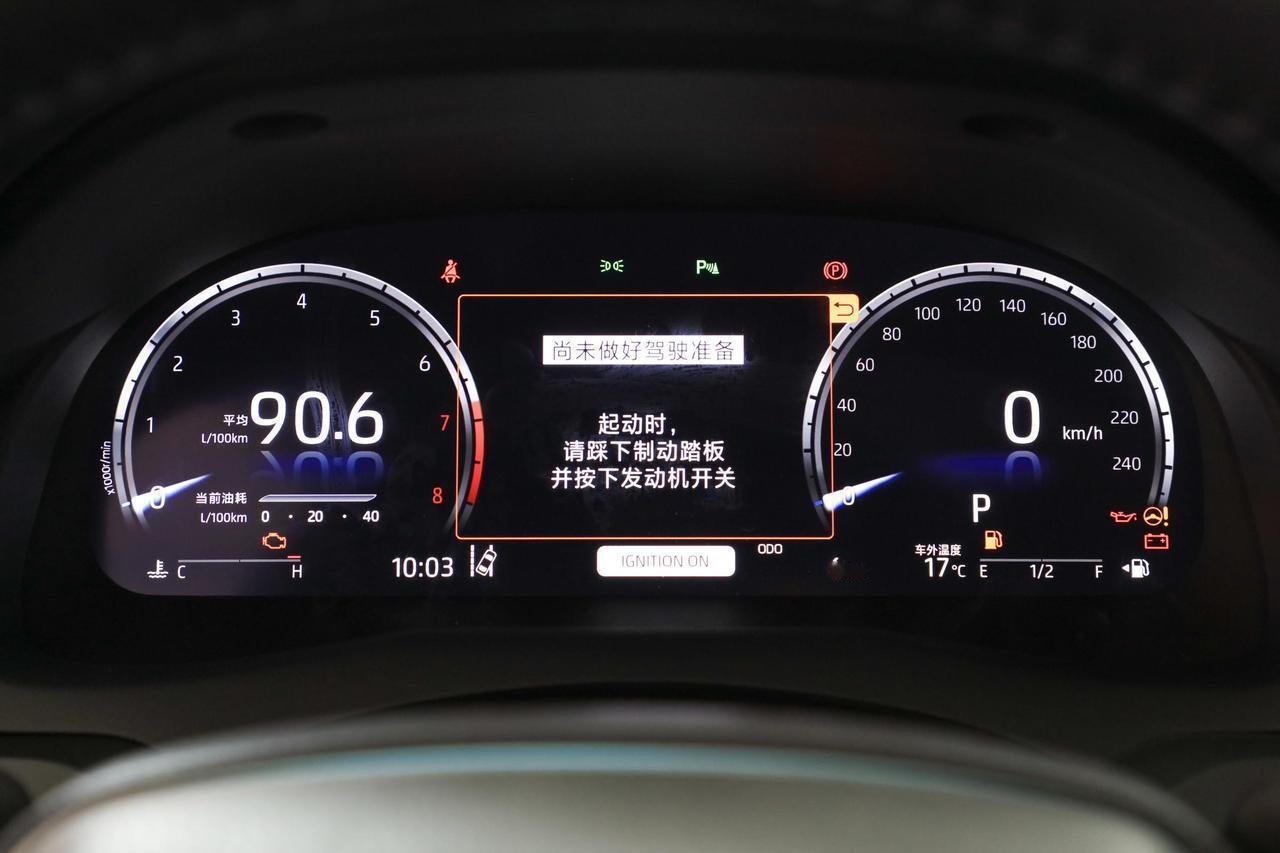 x1000r/min
0
1
2
3
4
5
6
7
8
平均
L/100km
90.6
当前油耗
L/100km
0 · 20 · 40
C H
10:03
P
P
尚未做好驾驶准备
起动时，
请踩下制动踏板
并按下发动机开关
IGNITION ON
ODO
0
20
40
60
80
100
120
140
160
180
200
220
240
0 km/h
P
车外温度
17°C
E 1/2 F